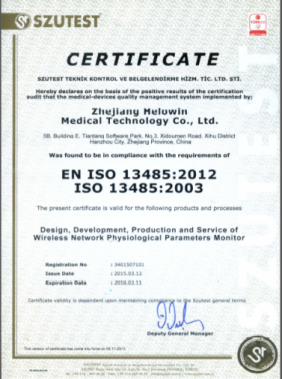 SZUTEST
CERTIFICATE
SZUTEST TEKNİK KONTROL VE BELGELENDİRME HİZM. TİC. LTD. ŞTİ.
Hereby declares on the basis of the positive results of the certification
audit that the medical-devices quality management system implemented by:
Zhejiang Melowin
Medical Technology Co., Ltd.
5B, Building E, Tianlang Software Park, No.3, Xidoumen Road, Xihu District
Hanzhou City, Zhejiang Province, China
Was found to be in compliance with the requirements of
EN ISO 13485:2012
ISO 13485:2003
The present certificate is valid for the following products and processes
Design, Development, Production and Service of
Wireless Network Physiological Parameters Monitor
Registration No :
Issue Date : 2015.03.12
Expiration Date : 2018.03.11
Certificate validity is dependent upon maintaining compliance to the Szutest general terms
Deputy General Manager